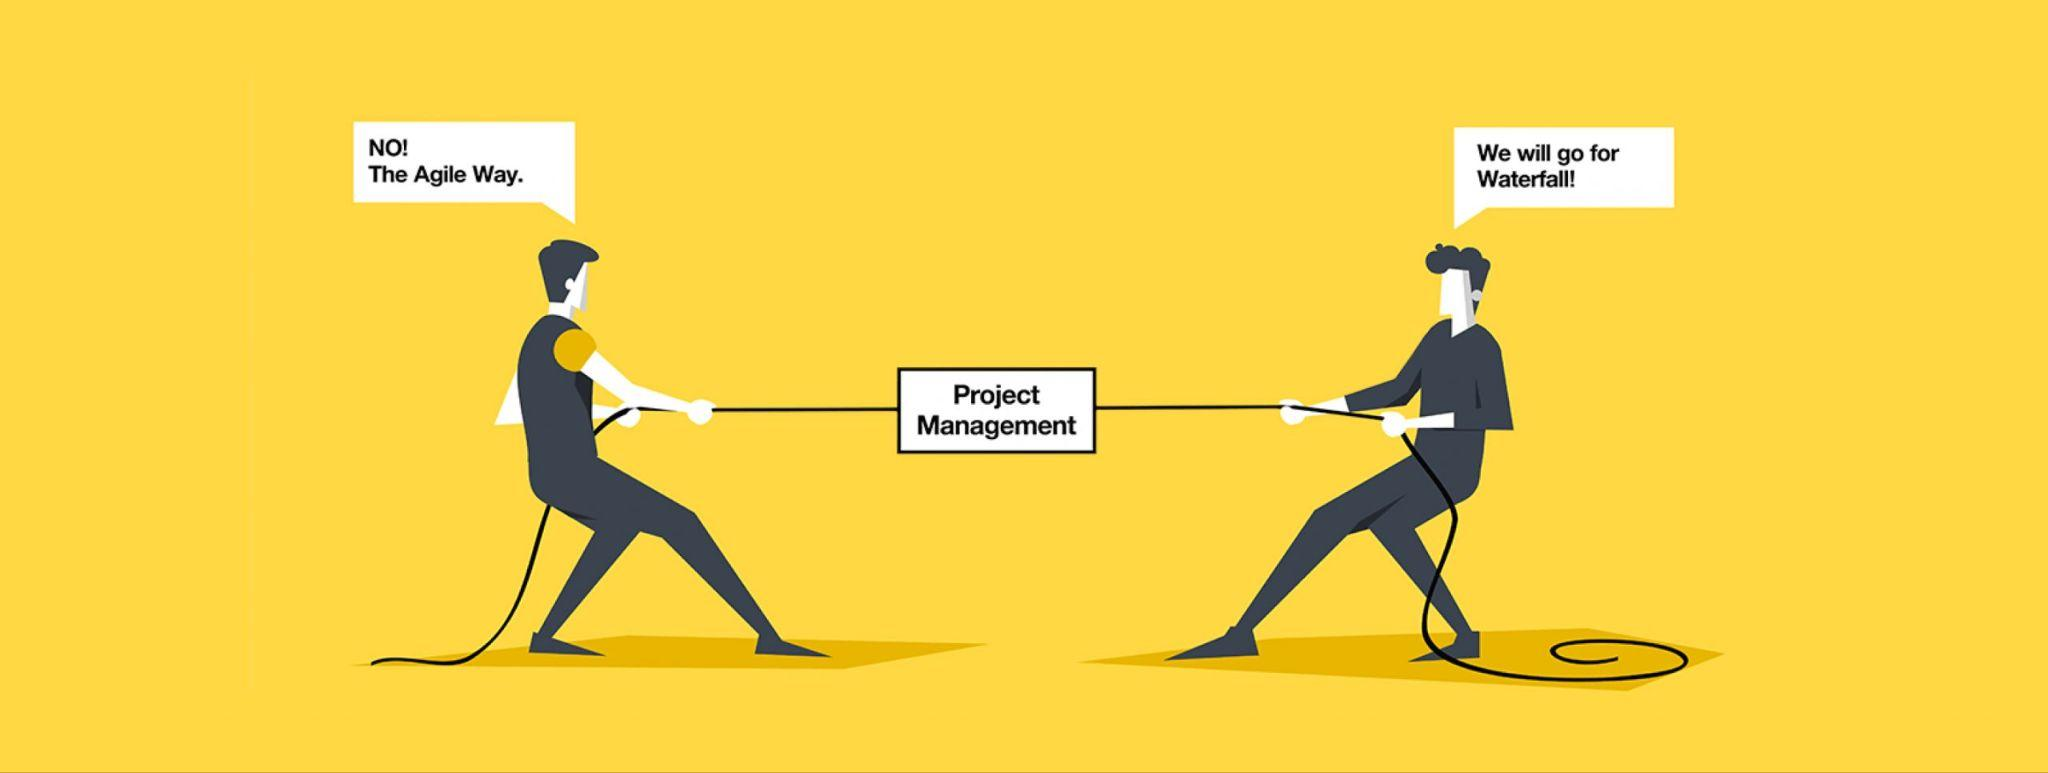 NO!
The Agile Way.
We will go for
Waterfall!
Project
Management